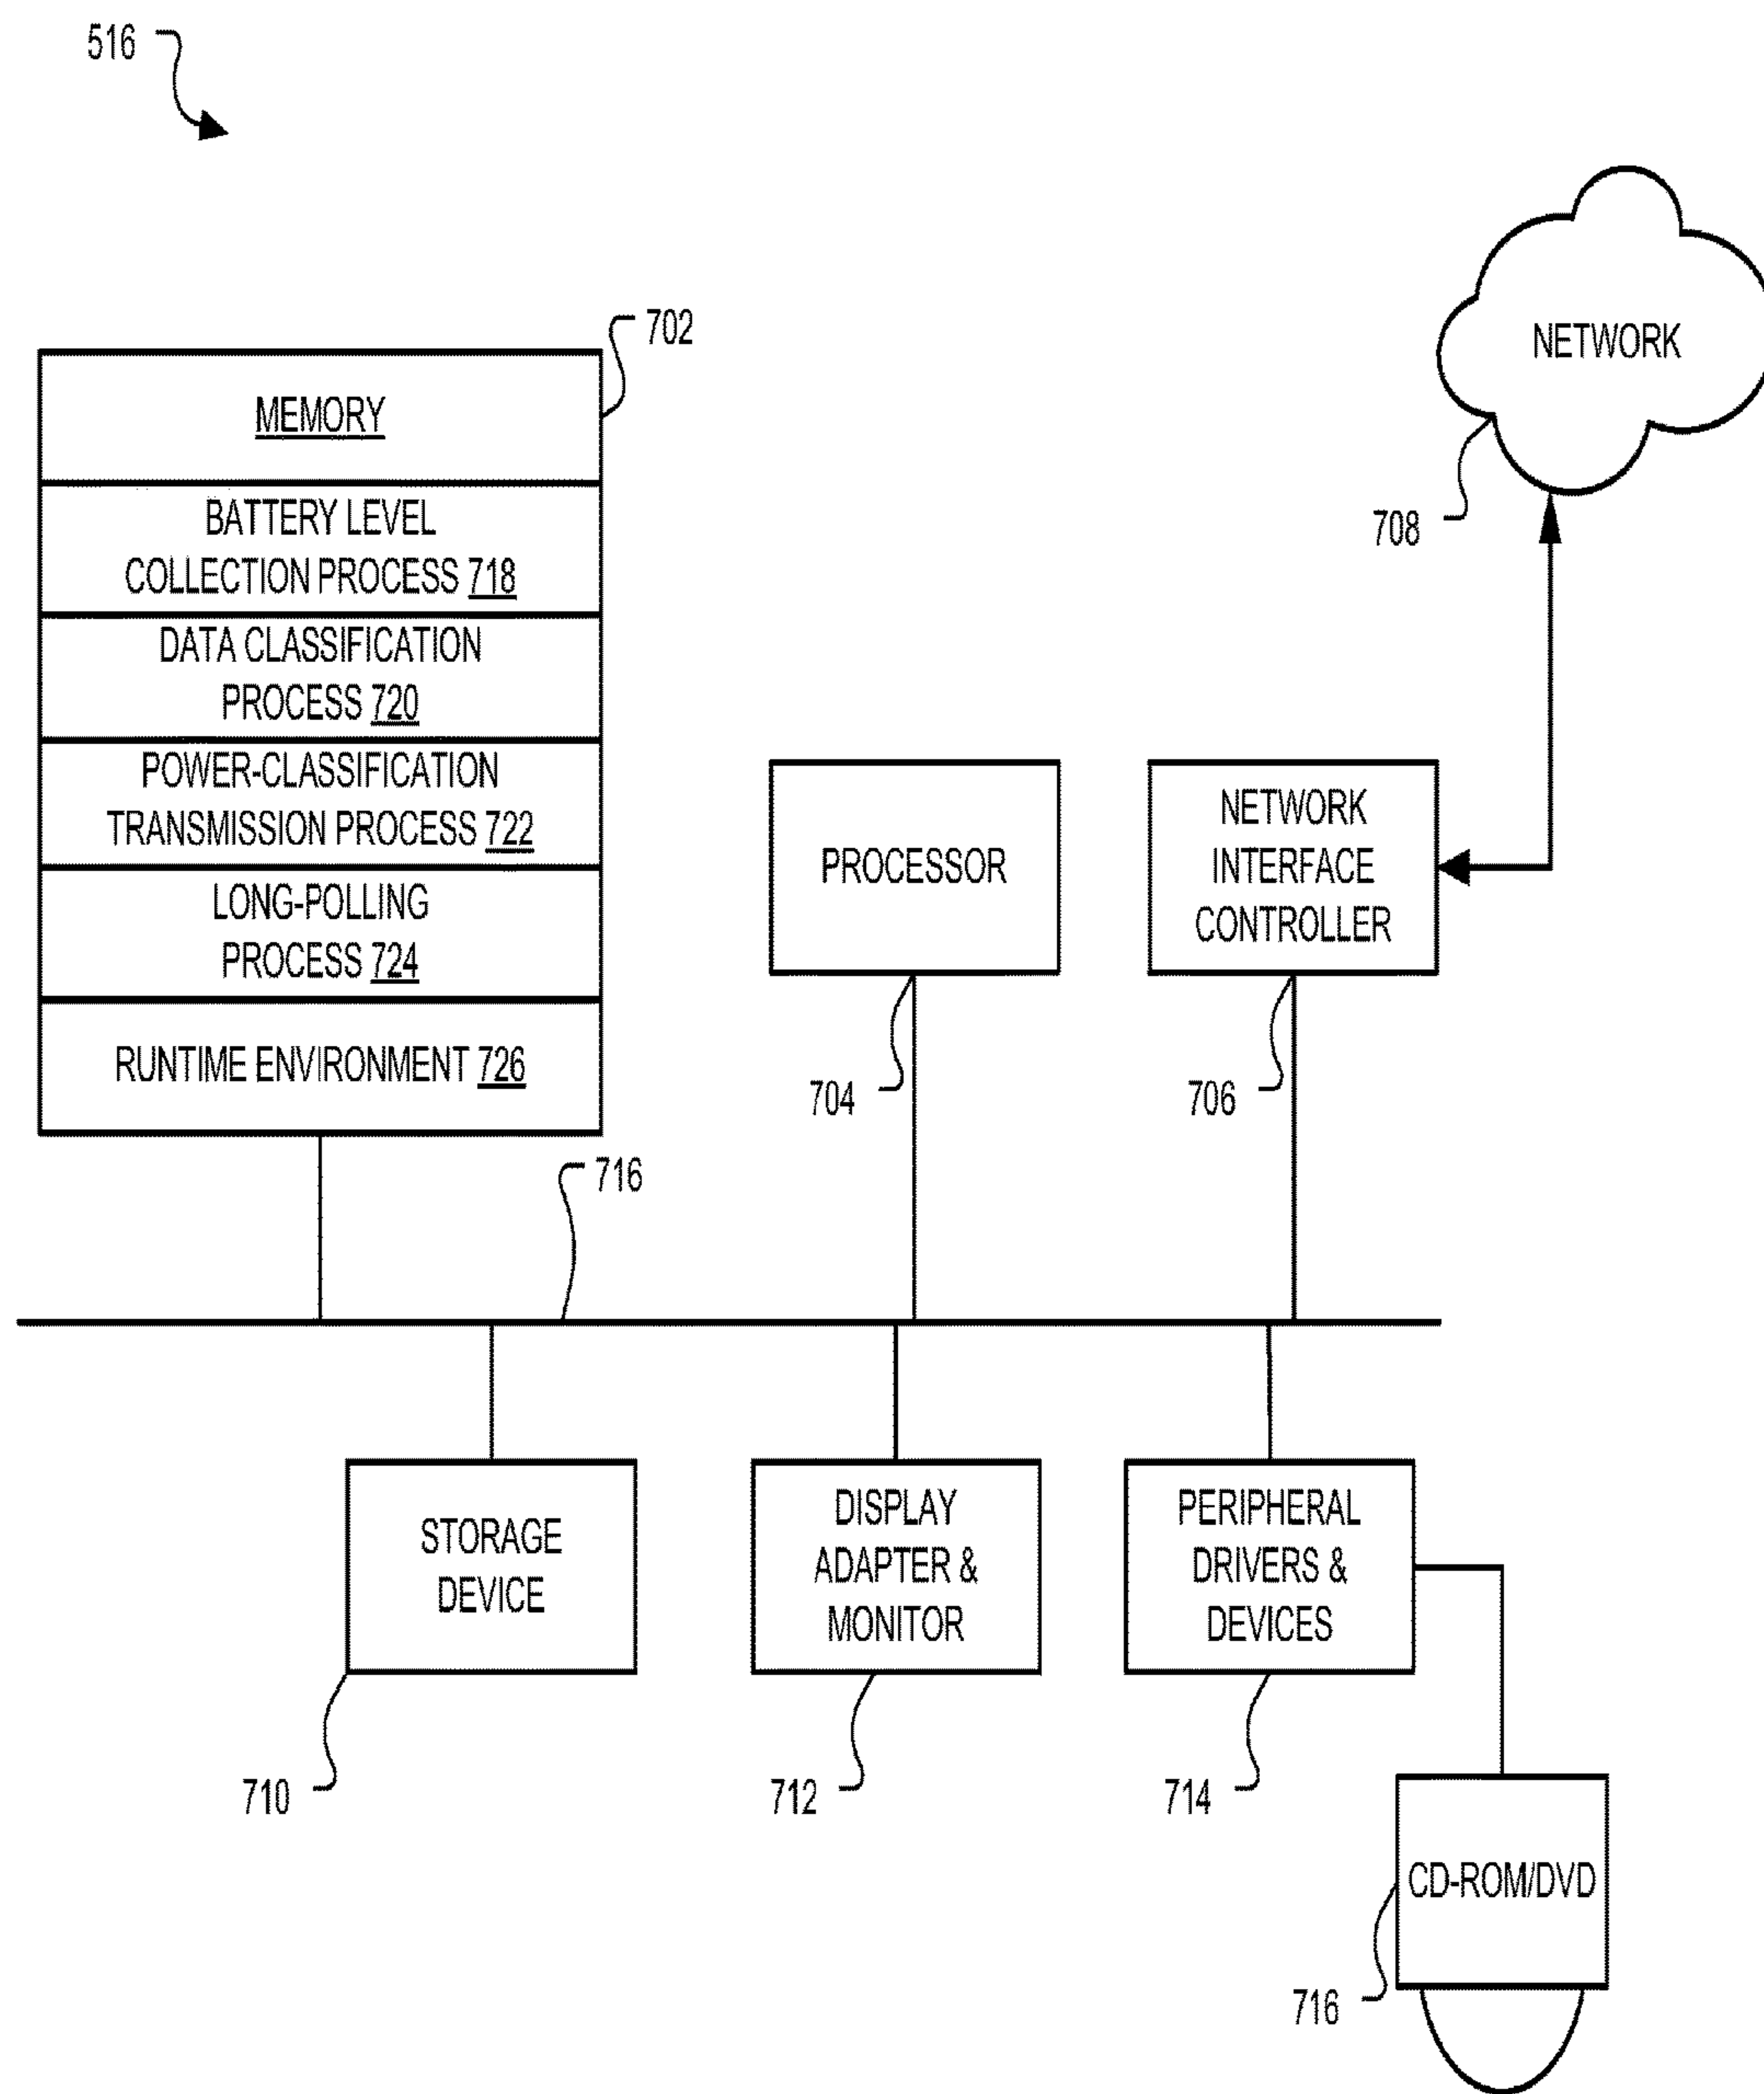 516
702
MEMORY
BATTERY LEVEL
COLLECTION PROCESS 718
DATA CLASSIFICATION
PROCESS 720
POWER-CLASSIFICATION
TRANSMISSION PROCESS 722
LONG-POLLING
PROCESS 724
RUNTIME ENVIRONMENT 726
NETWORK
708
PROCESSOR
704
NETWORK
INTERFACE
CONTROLLER
706
716
STORAGE
DEVICE
710
DISPLAY
ADAPTER &
MONITOR
712
PERIPHERAL
DRIVERS &
DEVICES
714
CD-ROM/DVD
716